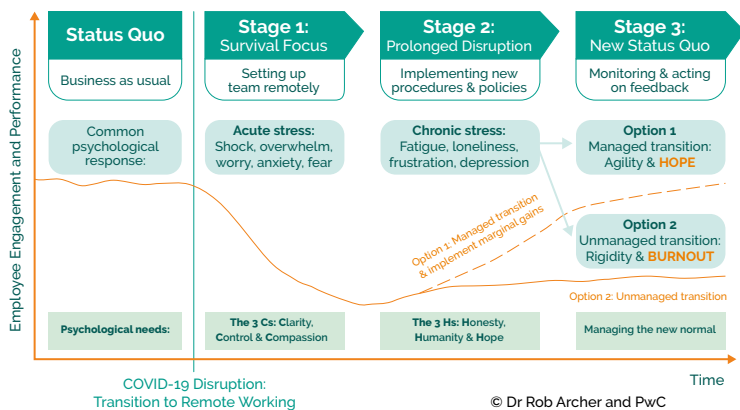 Status Quo
Business as usual
Stage 1:
Survival Focus
Setting up
team remotely
Stage 2:
Prolonged Disruption
Implementing new
procedures & policies
Stage 3:
New Status Quo
Monitoring & acting
on feedback
Employee Engagement and Performance
Common
psychological
response:
Acute stress:
Shock, overwhelm,
worry, anxiety, fear
Chronic stress:
Fatigue, loneliness,
frustration, depression
Option 1
Managed transition:
Agility & HOPE
Option 2
Unmanaged transition:
Rigidity & BURNOUT
Option 1: Managed transition
& implement marginal gains
Option 2: Unmanaged transition
Psychological needs:
The 3 Cs: Clarity,
Control & Compassion
The 3 Hs: Honesty,
Humanity & Hope
Managing the new normal
Time
COVID-19 Disruption:
Transition to Remote Working
© Dr Rob Archer and PwC